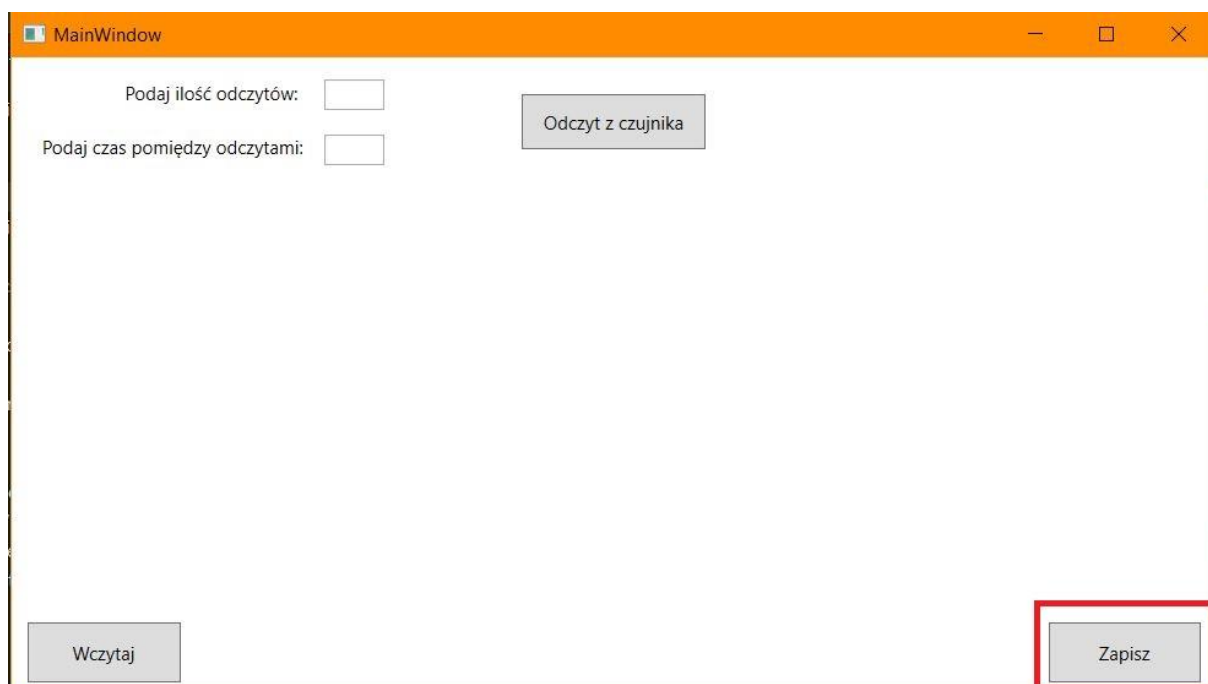 MainWindow
Podaj ilość odczytów:
Odczyt z czujnika
Podaj czas pomiędzy odczytami:
Wczytaj
Zapisz